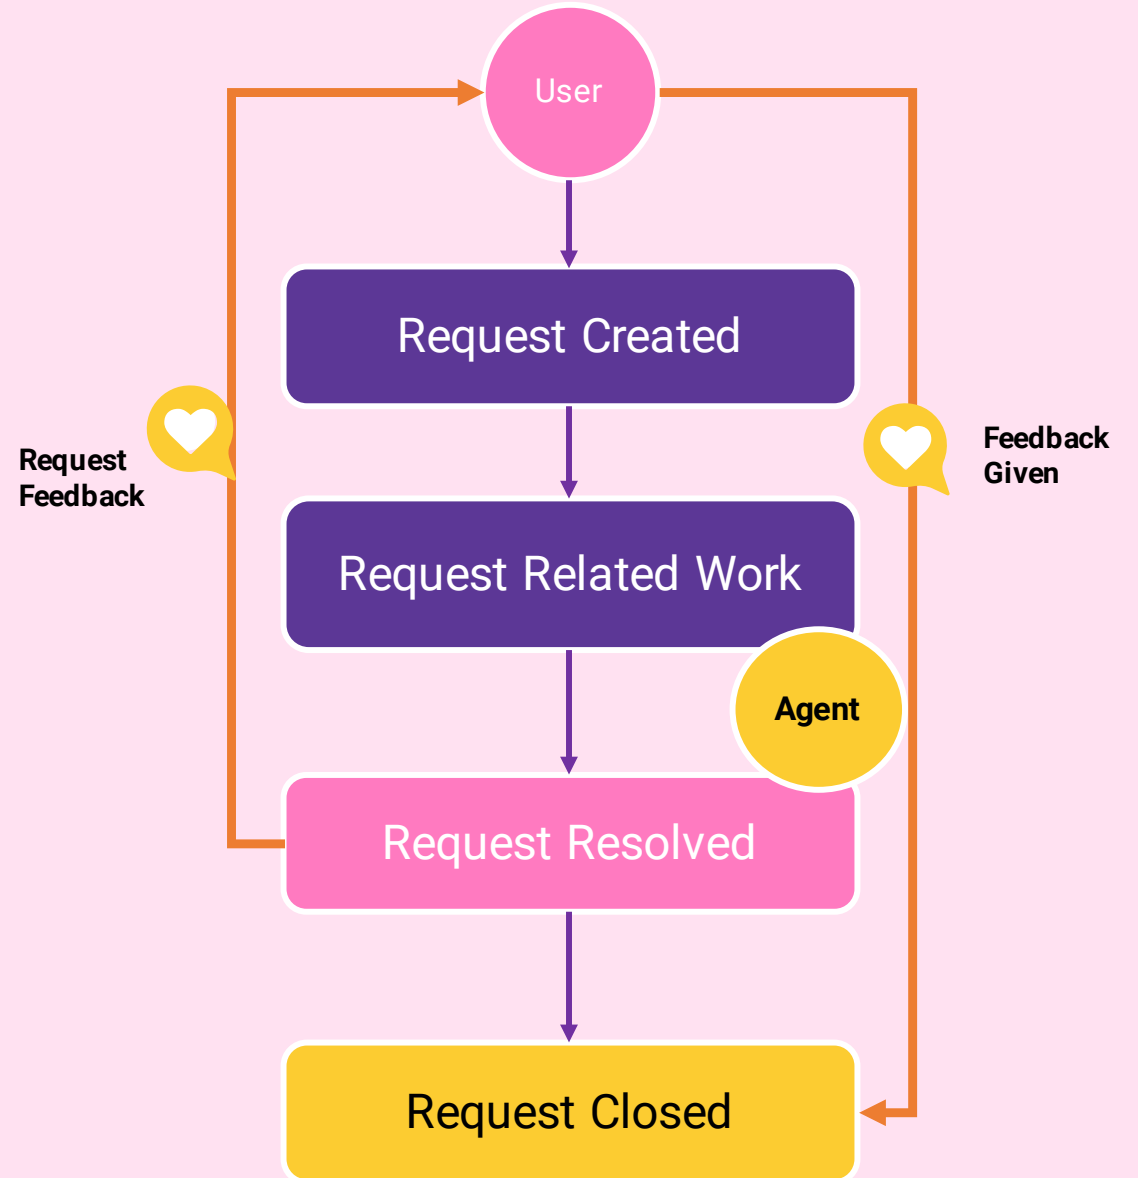 User
Request Created
Request
Feedback
Feedback
Given
Request Related Work
Agent
Request Resolved
Request Closed